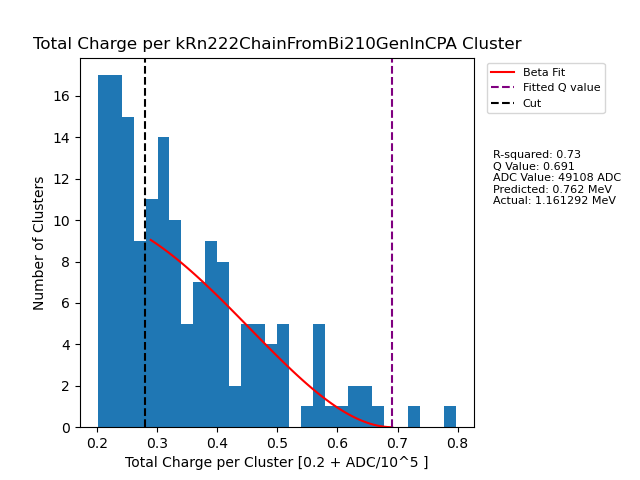 Total Charge per kRn222ChainFromBi210GenInCPA Cluster
Beta Fit
Fitted Q value
Cut
R-squared: 0.73
Q Value: 0.691
ADC Value: 49108 ADC
Predicted: 0.762 MeV
Actual: 1.161292 MeV
Number of Clusters
16
14
12
10
8
6
4
2
0
0.2 0.3 0.4 0.5 0.6 0.7 0.8
Total Charge per Cluster [0.2 + ADC/10^5 ]